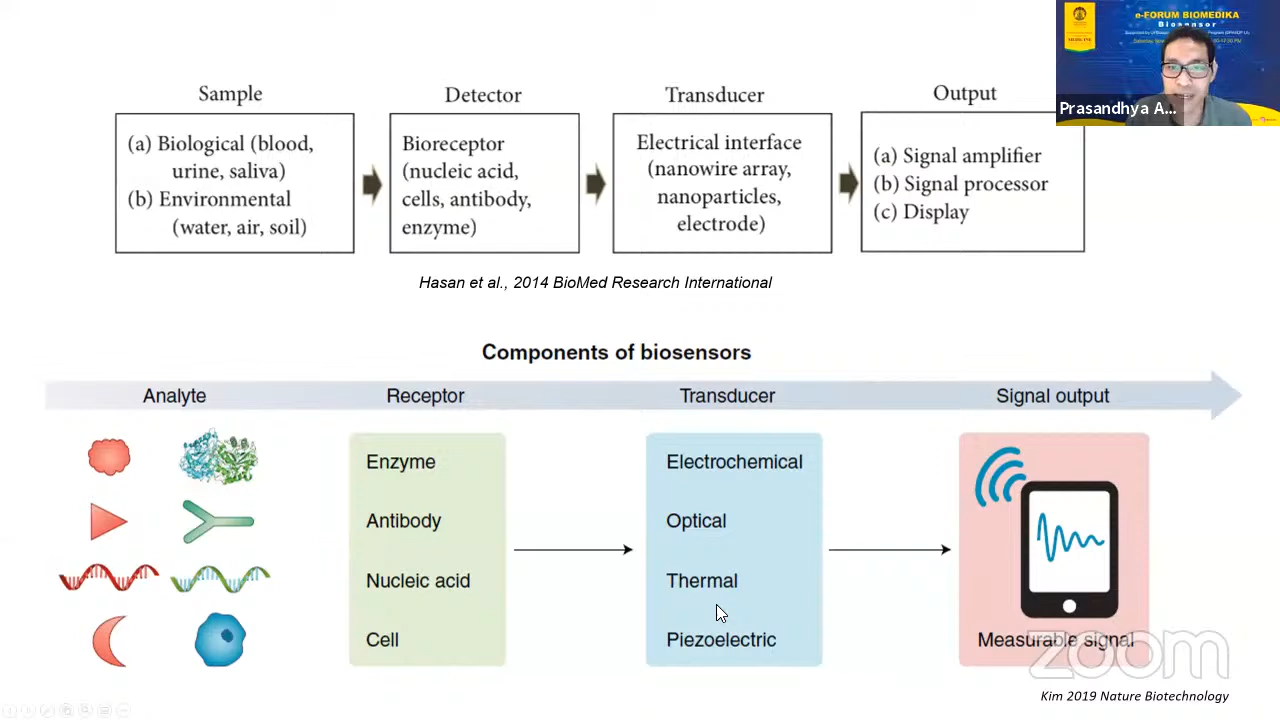 e-FORUM BIOMEDIKA
Biosensor
Prasandhya A...
Sample
Detector
Transducer
Output
(a) Biological (blood,
urine, saliva)
(b) Environmental
(water, air, soil)
Bioreceptor
(nucleic acid,
cells, antibody,
enzyme)
Electrical interface
(nanowire array,
nanoparticles,
electrode)
(a) Signal amplifier
(b) Signal processor
(c) Display
Hasan et al., 2014 BioMed Research International
Components of biosensors
Analyte
Receptor
Transducer
Signal output
Enzyme
Antibody
Nucleic acid
Cell
Electrochemical
Optical
Thermal
Piezoelectric
Measurable signal
zoom
Kim 2019 Nature Biotechnology